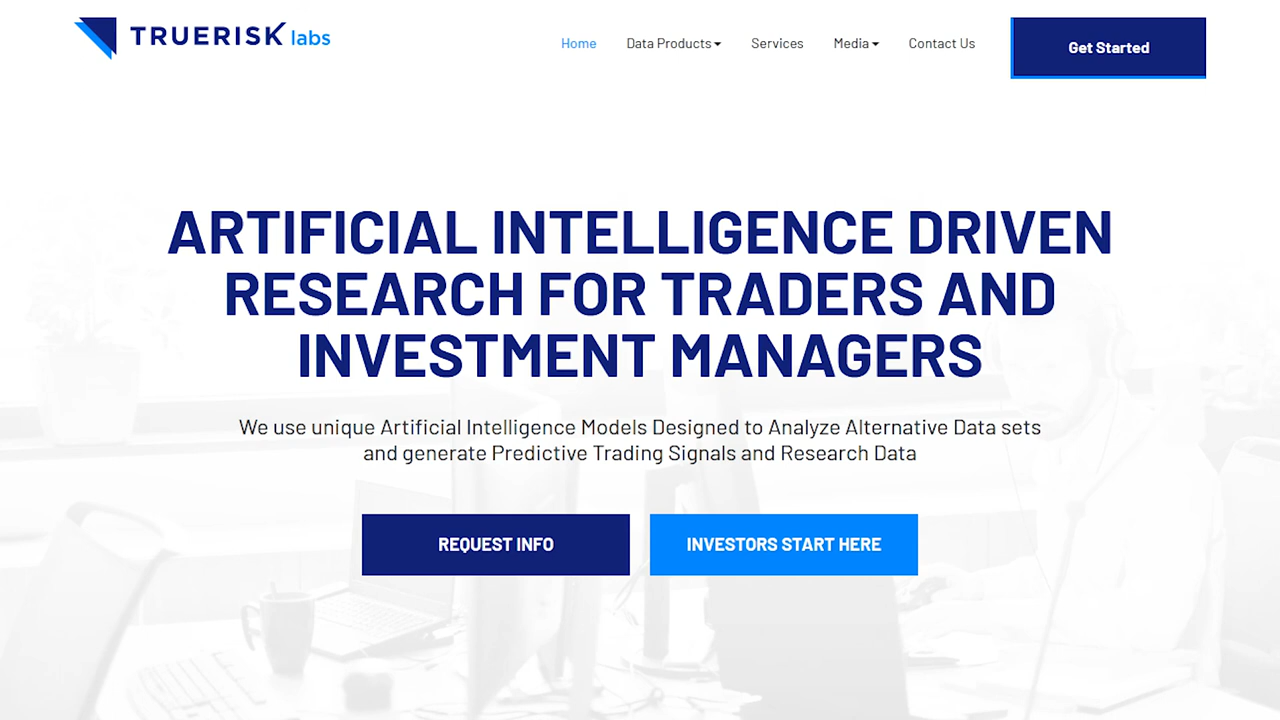 TRUERISK labs
Home Data Products Services Media Contact Us Get Started
ARTIFICIAL INTELLIGENCE DRIVEN
RESEARCH FOR TRADERS AND
INVESTMENT MANAGERS
We use unique Artificial Intelligence Models Designed to Analyze Alternative Data sets
and generate Predictive Trading Signals and Research Data
REQUEST INFO INVESTORS START HERE